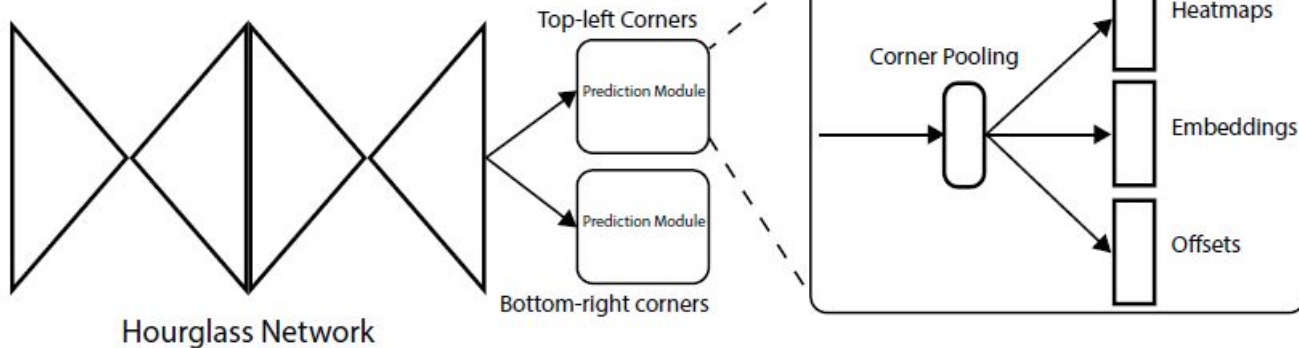 Top-left Corners
Prediction Module
Prediction Module
Bottom-right corners
Hourglass Network
Corner Pooling
Heatmaps
Embeddings
Offsets